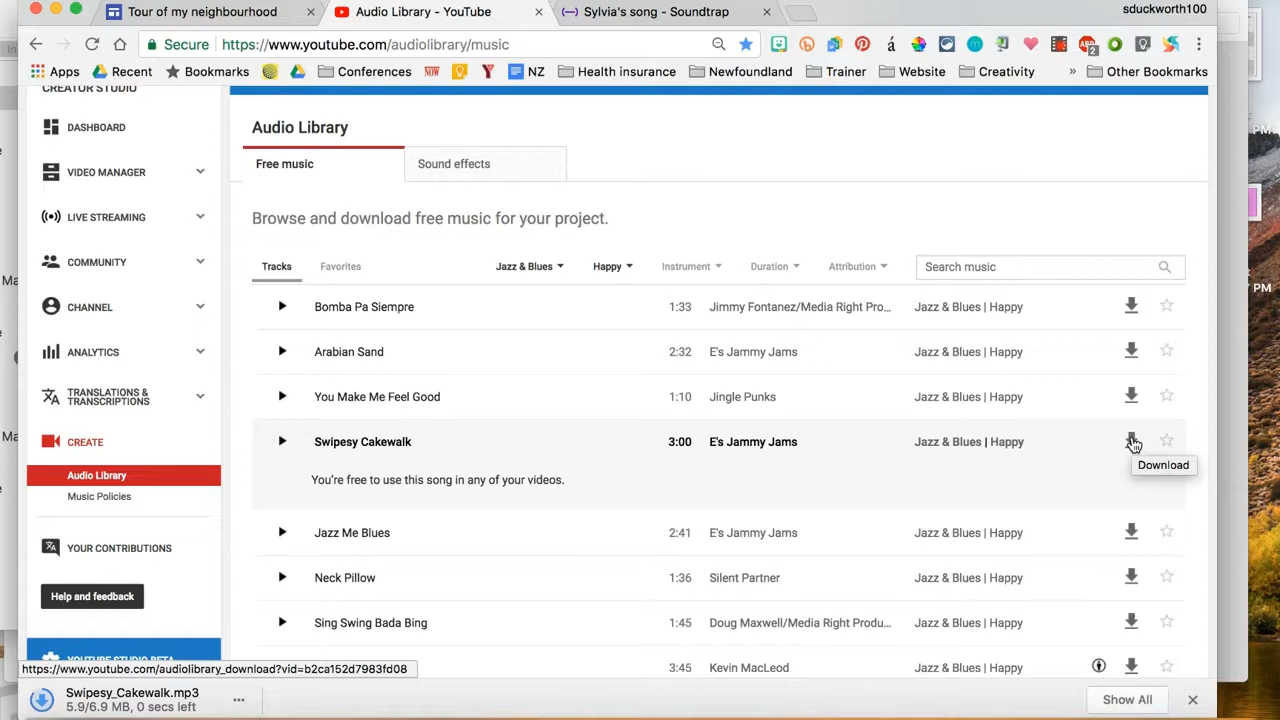 Tour of my neighbourhood
Audio Library - YouTube
Sylvia's song - Soundtrap
sduckworth100
Secure
https://www.youtube.com/audiolibrary/music
Apps
Recent
Bookmarks
Conferences
NZ
Health insurance
Newfoundland
Trainer
Website
Creativity
Other Bookmarks
CREATOR STUDIO
DASHBOARD
VIDEO MANAGER
LIVE STREAMING
COMMUNITY
CHANNEL
ANALYTICS
TRANSLATIONS &
TRANSCRIPTIONS
CREATE
Audio Library
Music Policies
YOUR CONTRIBUTIONS
Help and feedback
YOUTUBE STUDIO BETA
Audio Library
Free music
Sound effects
Browse and download free music for your project.
Tracks Favorites Jazz & Blues Happy Instrument Duration Attribution Search music
Bomba Pa Siempre 1:33 Jimmy Fontanez/Media Right Pro... Jazz & Blues | Happy
Arabian Sand 2:32 E's Jammy Jams Jazz & Blues | Happy
You Make Me Feel Good 1:10 Jingle Punks Jazz & Blues | Happy
Swipesy Cakewalk 3:00 E's Jammy Jams Jazz & Blues | Happy
Download
You're free to use this song in any of your videos.
Jazz Me Blues 2:41 E's Jammy Jams Jazz & Blues | Happy
Neck Pillow 1:36 Silent Partner Jazz & Blues | Happy
Sing Swing Bada Bing 1:45 Doug Maxwell/Media Right Produ... Jazz & Blues | Happy
3:45 Kevin MacLeod Jazz & Blues | Happy
https://www.youtube.com/audiolibrary_download?vid=b2ca152d7983fd08
Swipesy_Cakewalk.mp3
5.9/6.9 MB, 0 secs left
Show All